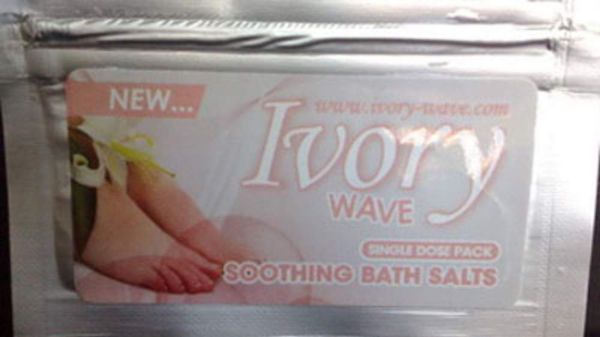 NEW...
www.ivory-wave.com
Ivory
WAVE
SINGLE DOSE PACK
SOOTHING BATH SALTS